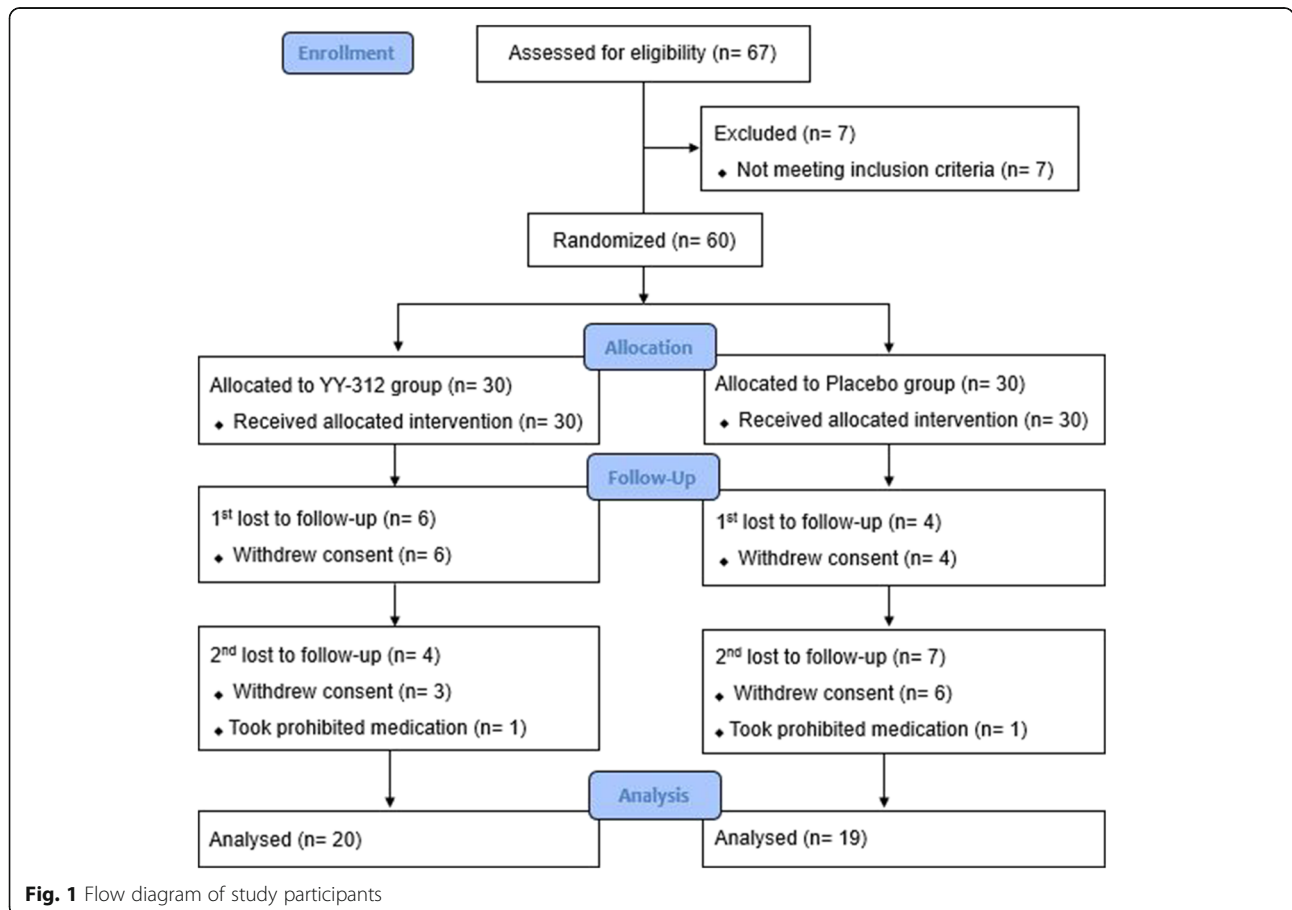 Enrollment
Assessed for eligibility (n= 67)
Excluded (n= 7)
◆ Not meeting inclusion criteria (n= 7)
Randomized (n= 60)
Allocation
Allocated to YY-312 group (n= 30)
◆ Received allocated intervention (n= 30)
Allocated to Placebo group (n= 30)
◆ Received allocated intervention (n= 30)
Follow-Up
1st lost to follow-up (n= 6)
◆ Withdrew consent (n= 6)
1st lost to follow-up (n= 4)
◆ Withdrew consent (n= 4)
2nd lost to follow-up (n= 4)
◆ Withdrew consent (n= 3)
◆ Took prohibited medication (n= 1)
2nd lost to follow-up (n= 7)
◆ Withdrew consent (n= 6)
◆ Took prohibited medication (n= 1)
Analysis
Analysed (n= 20)
Analysed (n= 19)
Fig. 1 Flow diagram of study participants